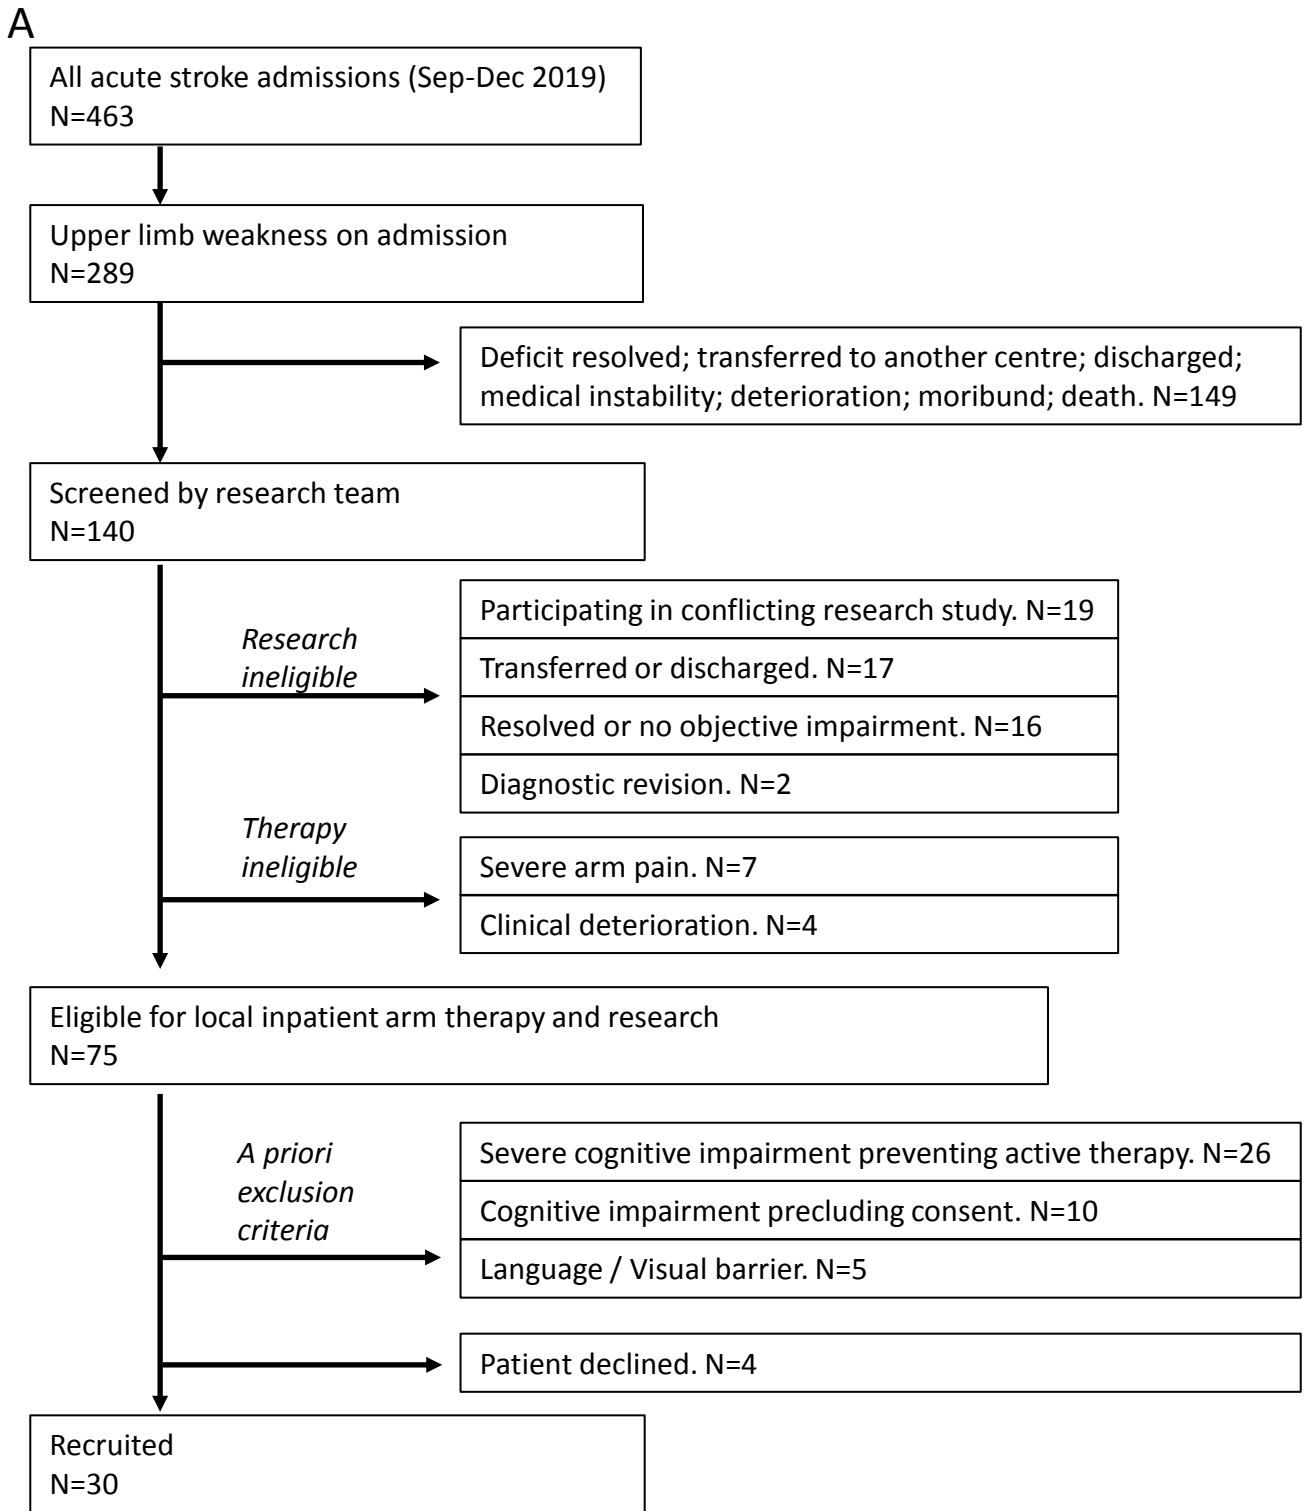 A
All acute stroke admissions (Sep-Dec 2019)
N=463
Upper limb weakness on admission
N=289
Deficit resolved; transferred to another centre; discharged;
medical instability; deterioration; moribund; death. N=149
Screened by research team
N=140
Research
ineligible
Participating in conflicting research study. N=19
Transferred or discharged. N=17
Resolved or no objective impairment. N=16
Diagnostic revision. N=2
Therapy
ineligible
Severe arm pain. N=7
Clinical deterioration. N=4
Eligible for local inpatient arm therapy and research
N=75
A priori
exclusion
criteria
Severe cognitive impairment preventing active therapy. N=26
Cognitive impairment precluding consent. N=10
Language / Visual barrier. N=5
Patient declined. N=4
Recruited
N=30